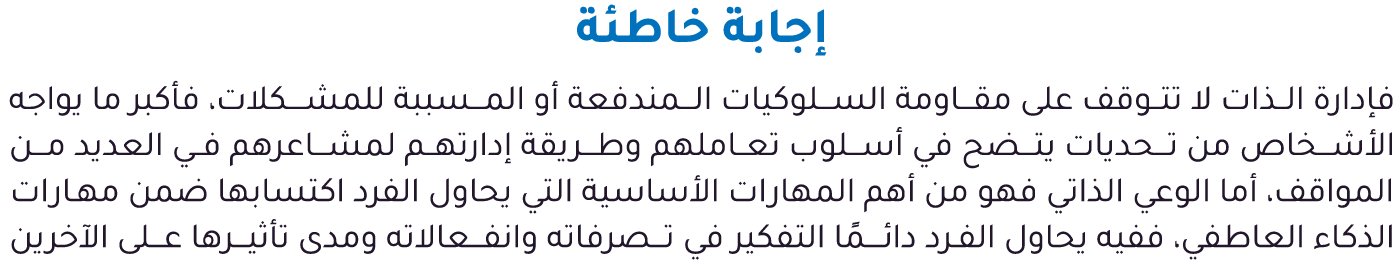 إجابة خاطئة
فإدارة الذات لا تتوقف على مقاومة السلوكيات المندفعة أو المسببة للمشكلات، فأكبر ما يواجه
الأشخاص من تحديات يتضح في أسلوب تعاملهم وطريقة إدارتهم لمشاعرهم في العديد من
المواقف، أما الوعي الذاتي فهو من أهم المهارات الأساسية التي يحاول الفرد اكتسابها ضمن مهارات
الذكاء العاطفي، ففيه يحاول الفرد دائمًا التفكير في تصرفاته وانفعالاته ومدى تأثيرها على الآخرين